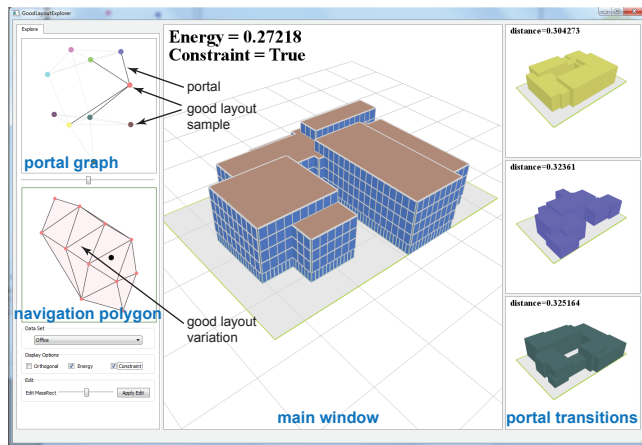 GoodLayoutExplorer
Explore
portal
good layout
sample
portal graph
navigation polygon
good layout
variation
Data Set
Office
Display Options
Orthogonal
Energy
Constraint
Edit
Edit MassRect
Apply Edit
Energy = 0.27218
Constraint = True
main window
distance=0.304273
distance=0.32361
distance=0.325164
portal transitions